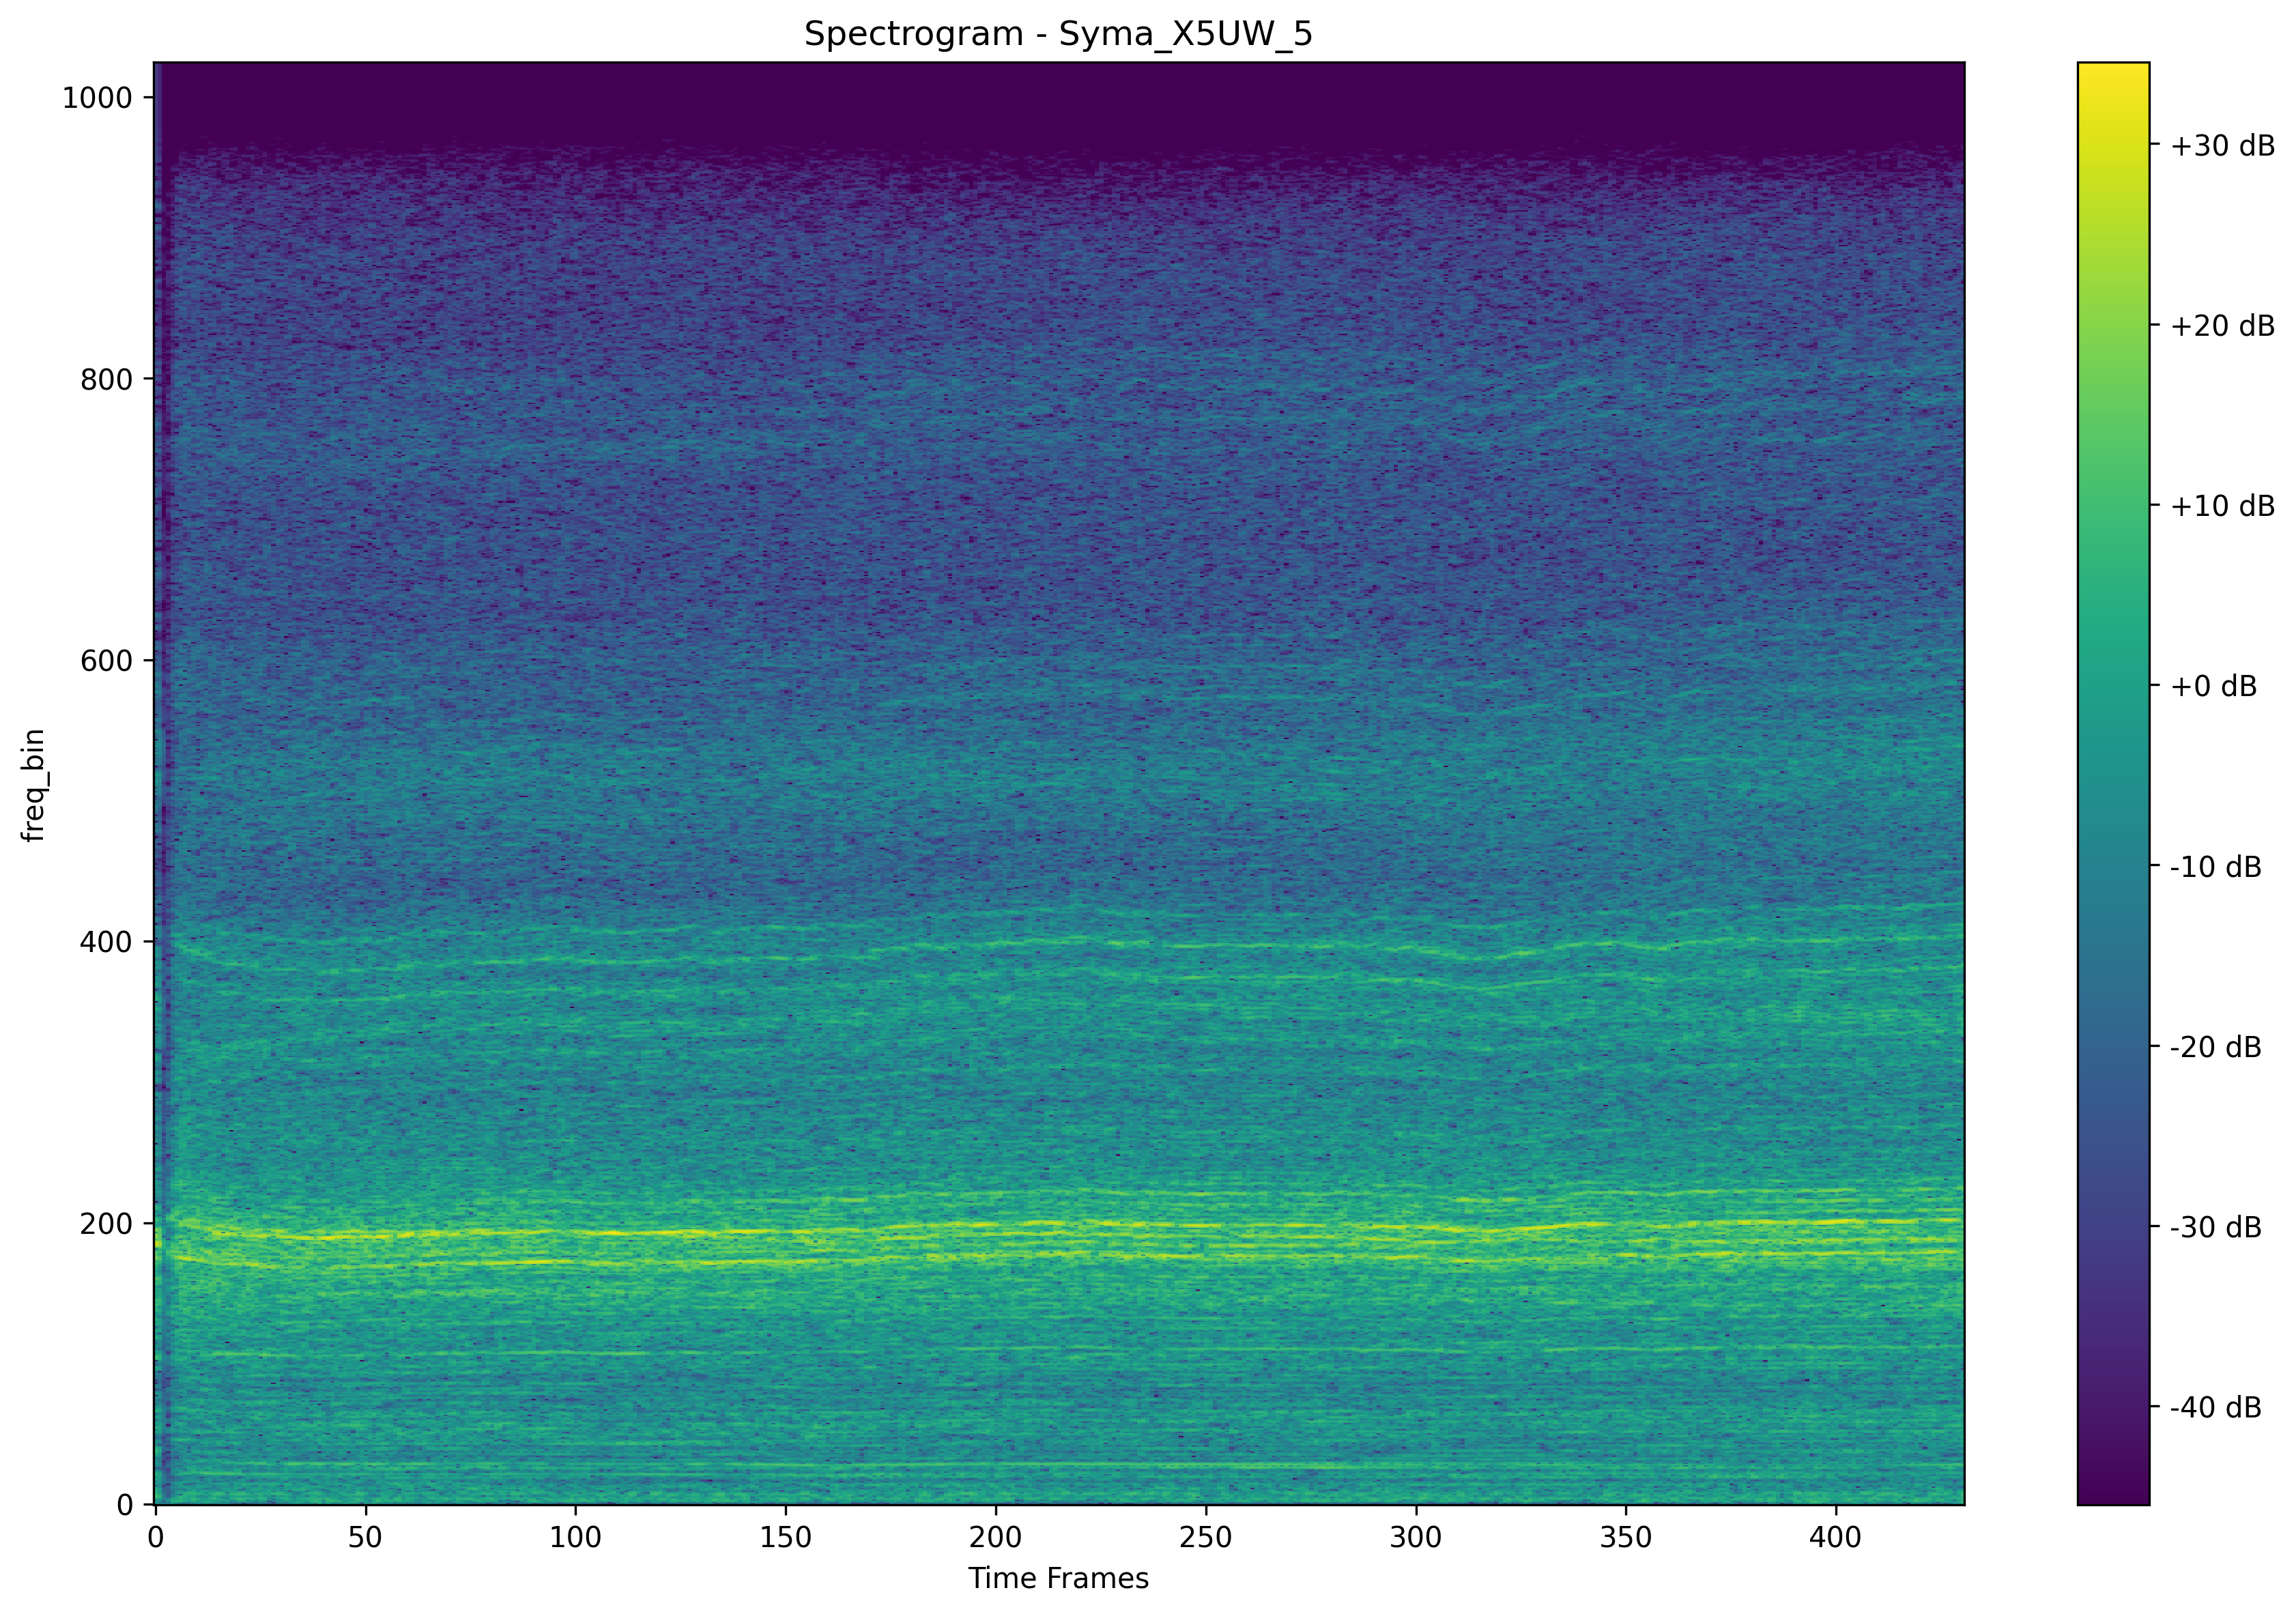 Spectrogram - Syma_X5UW_5
1000
800
600
400
200
0
freq_bin
0 50 100 150 200 250 300 350 400
Time Frames
+30 dB
+20 dB
+10 dB
+0 dB
-10 dB
-20 dB
-30 dB
-40 dB